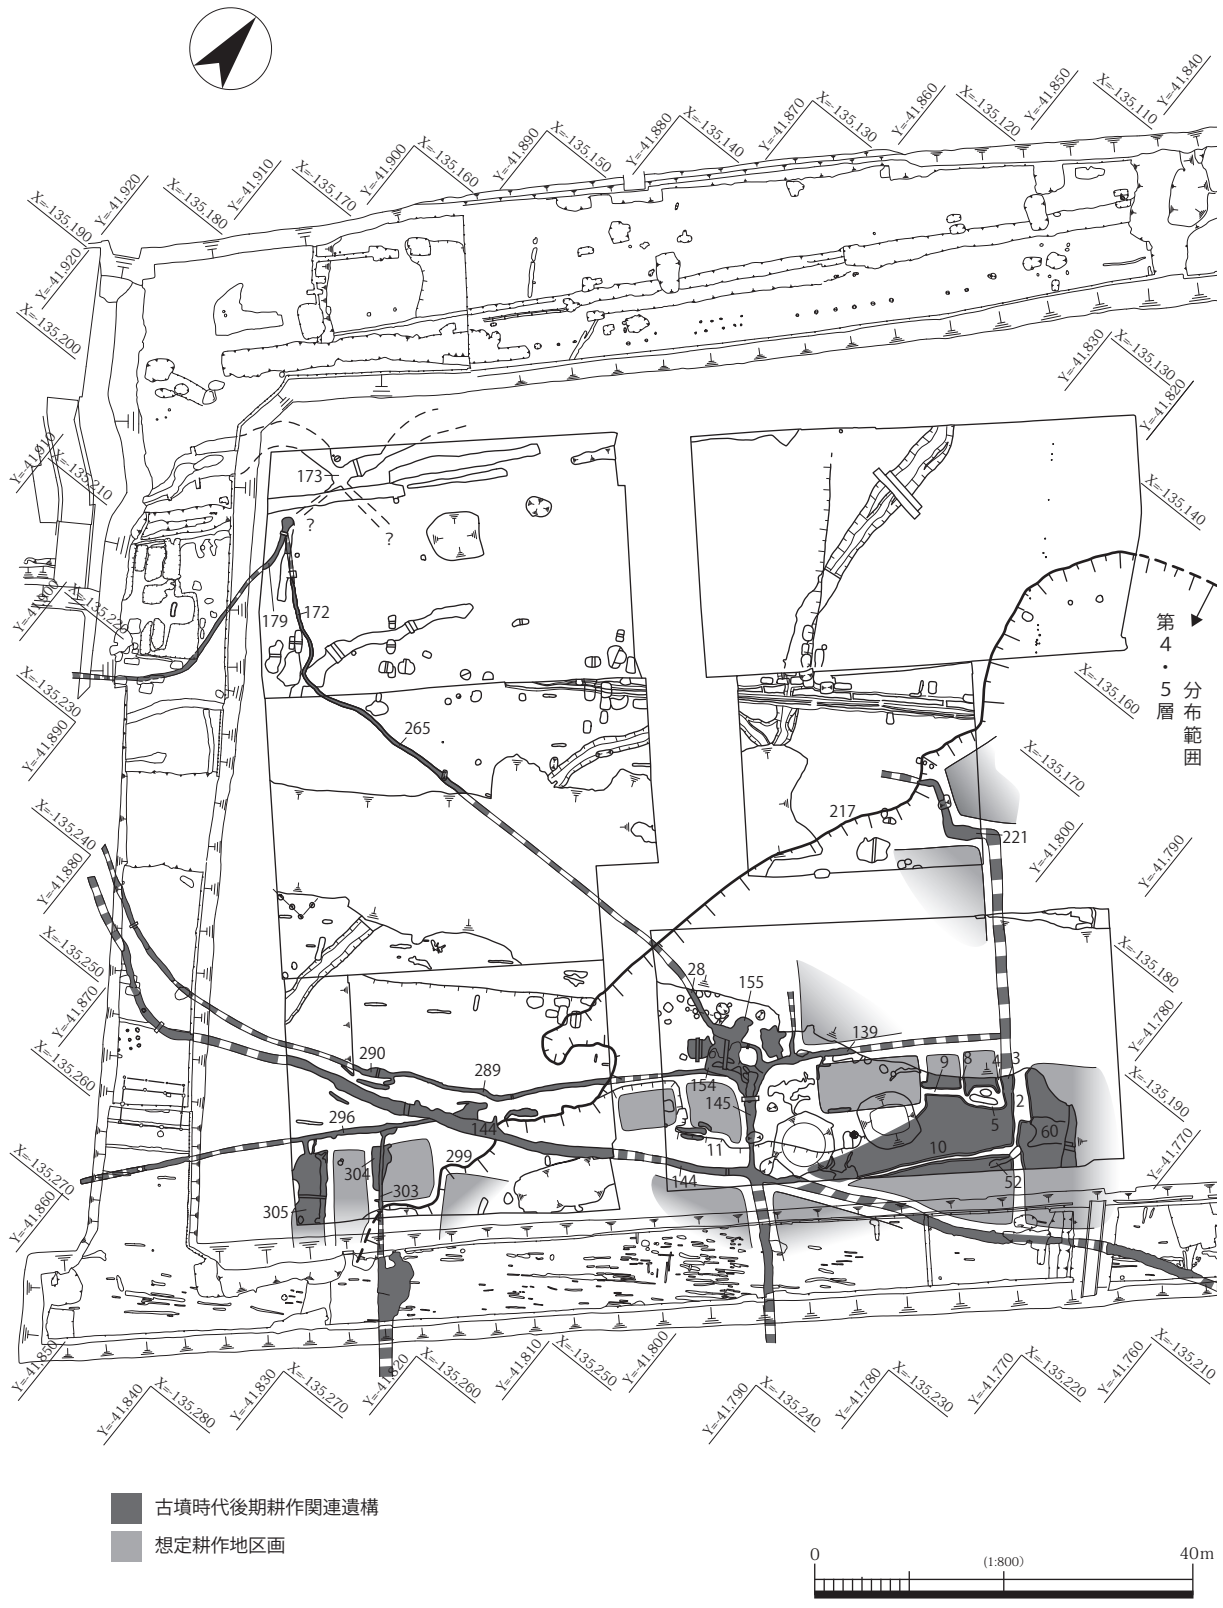 X=-135,190
Y=-41,920
X=-135,180
Y=-41,910
X=-135,170
Y=-41,900
X=-135,160
Y=-41,890
X=-135,150
Y=-41,880
X=-135,140
Y=-41,870
X=-135,130
Y=-41,860
X=-135,120
Y=-41,850
X=-135,110
Y=-41,840
Y=-41,920
X=-135,200
Y=-41,910
X=-135,210
Y=-41,900
X=-135,220
X=-135,230
Y=-41,890
X=-135,240
Y=-41,880
X=-135,250
Y=-41,870
X=-135,260
X=-135,270
Y=-41,860
Y=-41,830
X=-135,130
Y=-41,820
X=-135,140
第4・5層
分布範囲
X=-135,160
X=-135,170
Y=-41,800
Y=-41,790
X=-135,180
Y=-41,780
X=-135,190
Y=-41,770
173
?
?
179
172
265
217
221
28
155
139
290
289
6
154
145
9
8
4
3
2
5
10
60
52
296
144
11
144
299
304
303
305
Y=-41,850
Y=-41,840
X=-135,280
Y=-41,830
X=-135,270
Y=-41,820
X=-135,260
Y=-41,810
X=-135,250
Y=-41,800
Y=-41,790
X=-135,240
Y=-41,780
X=-135,230
Y=-41,770
X=-135,220
Y=-41,760
X=-135,210
古墳時代後期耕作関連遺構
想定耕作地区画
0
(1:800)
40m